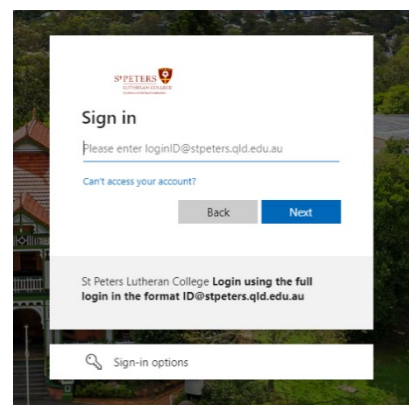 ST PETERS
LUTHERAN COLLEGE
Sign in
Please enter loginID@stpeters.qld.edu.au
Can't access your account?
Back
Next
St Peters Lutheran College Login using the full
login in the format ID@stpeters.qld.edu.au
Sign-in options